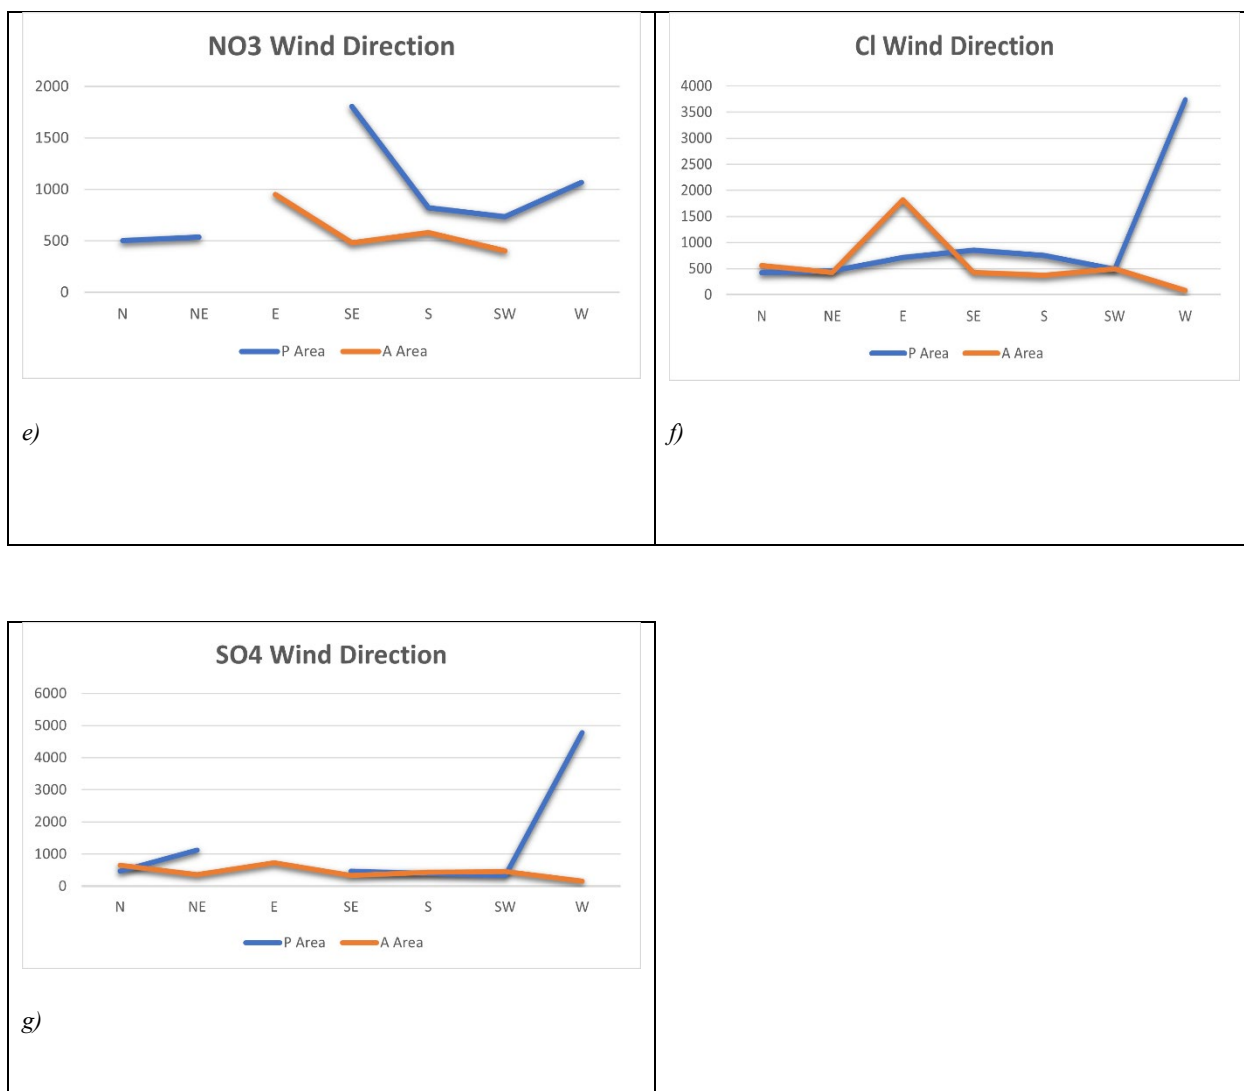 NO3 Wind Direction
2000
1500
1000
500
0
N NE E SE S SW W
P Area A Area
e)
Cl Wind Direction
4000
3500
3000
2500
2000
1500
1000
500
0
N NE E SE S SW W
P Area A Area
f)
SO4 Wind Direction
6000
5000
4000
3000
2000
1000
0
N NE E SE S SW W
P Area A Area
g)